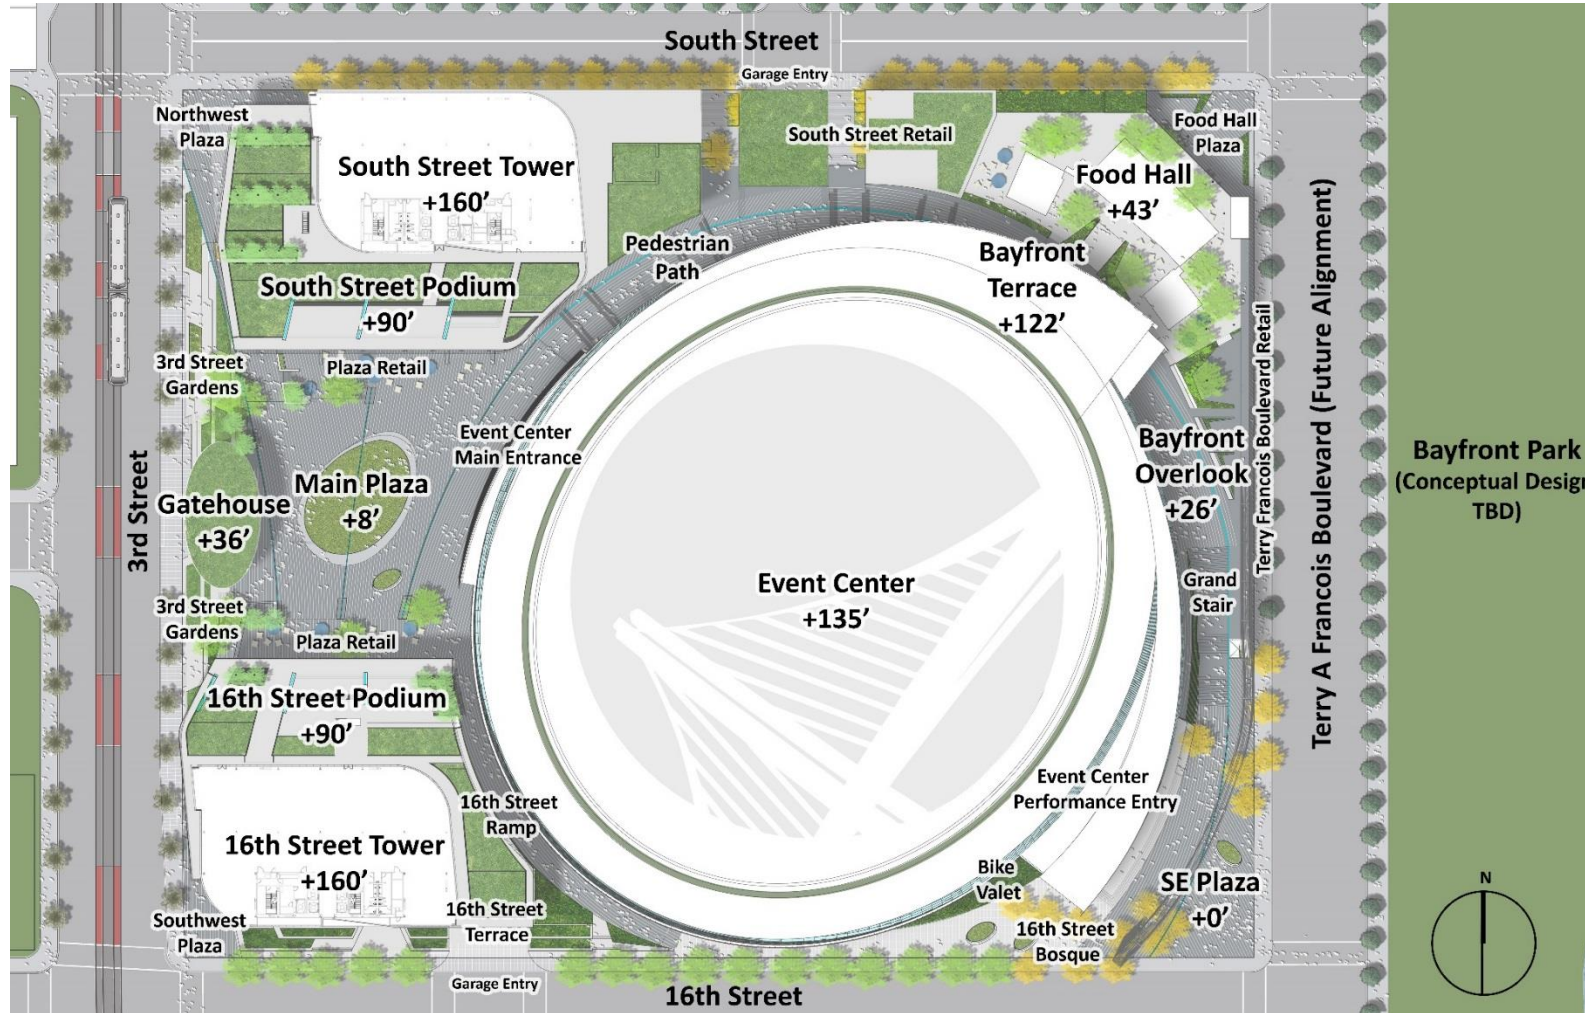 South Street
Garage Entry
Northwest
Plaza
South Street Retail
Food Hall
Plaza
South Street Tower
+160’
Food Hall
+43’
Pedestrian
Path
Bayfront
Terrace
+122’
South Street Podium
+90’
3rd Street
Gardens
Plaza Retail
Terry Francois Boulevard Retail
Terry A Francois Boulevard (Future Alignment)
Event Center
Main Entrance
Bayfront
Overlook
+26’
Bayfront Park
(Conceptual Design
TBD)
3rd Street
Gatehouse
+36’
Main Plaza
+8’
Event Center
+135’
Grand
Stair
3rd Street
Gardens
Plaza Retail
16th Street Podium
+90’
16th Street
Ramp
Event Center
Performance Entry
16th Street Tower
+160’
Bike
Valet
SE Plaza
+0’
N
Southwest
Plaza
16th Street
Terrace
16th Street
Bosque
Garage Entry
16th Street